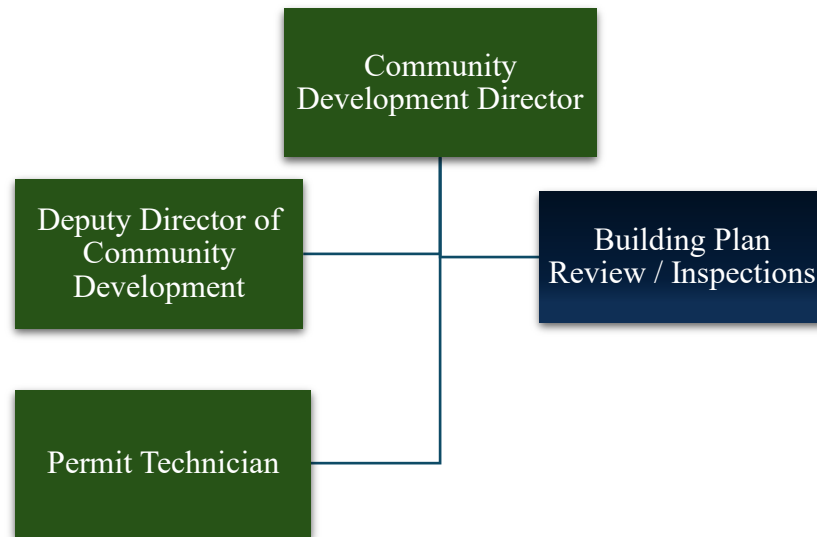 Community
Development Director
Deputy Director of
Community
Development
Building Plan
Review / Inspections
Permit Technician